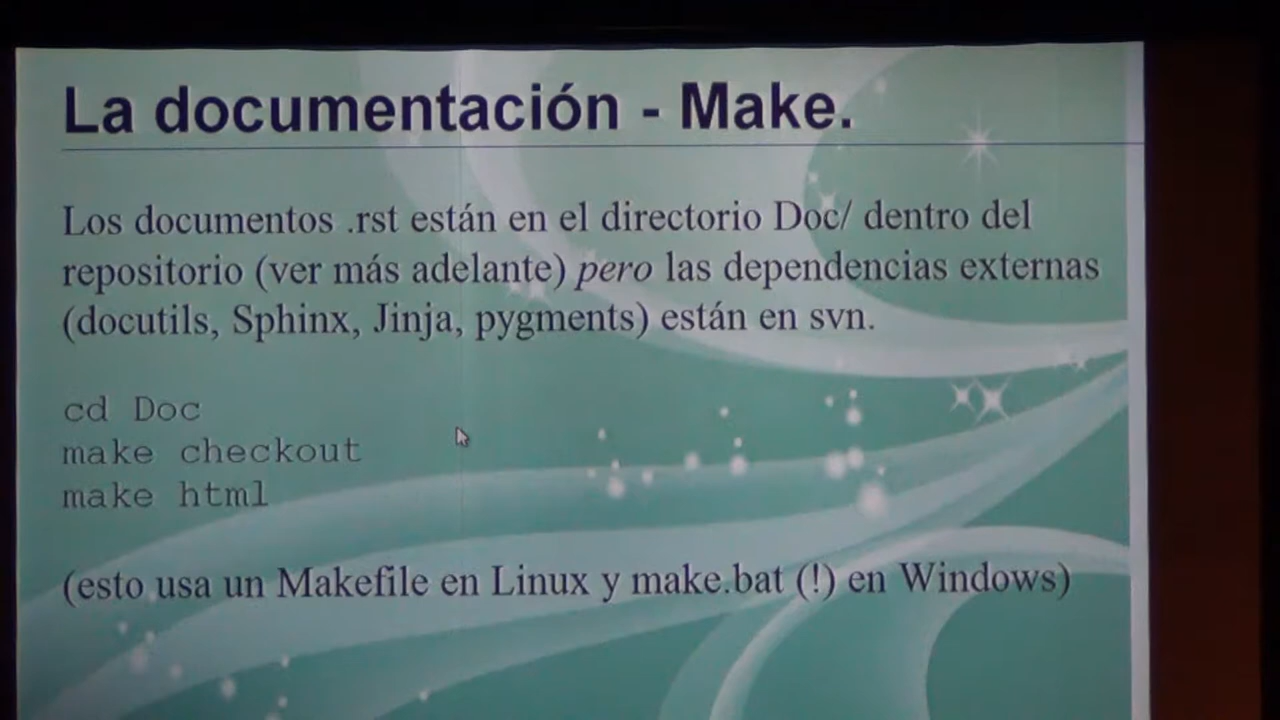 La documentación - Make.
Los documentos .rst están en el directorio Doc/ dentro del
repositorio (ver más adelante) pero las dependencias externas
(docutils, Sphinx, Jinja, pygments) están en svn.
cd Doc
make checkout
make html
(esto usa un Makefile en Linux y make.bat (!) en Windows)